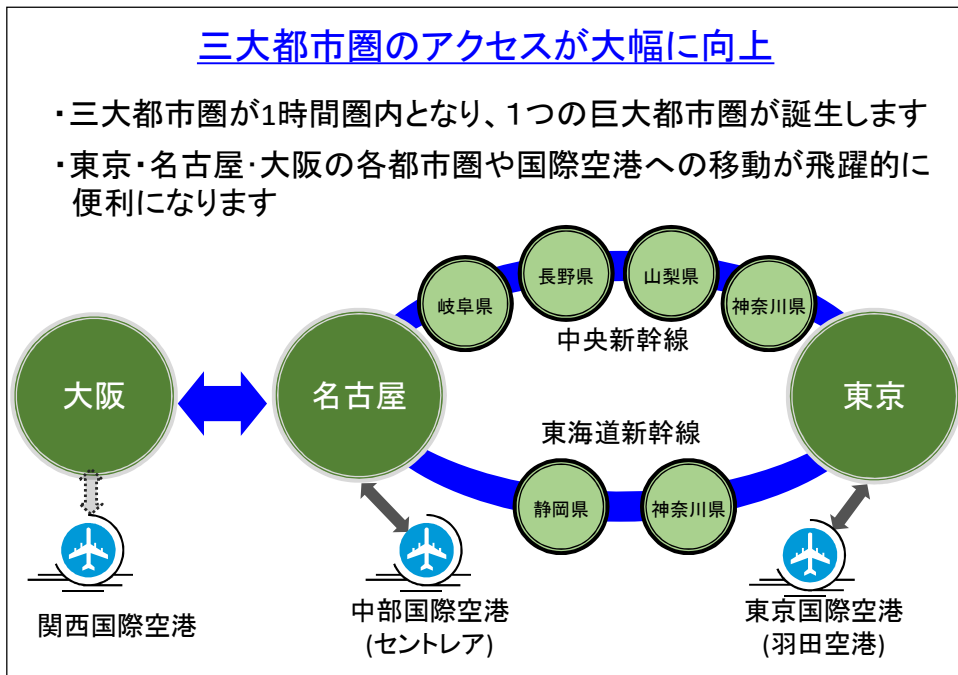 三大都市圏のアクセスが大幅に向上
・三大都市圏が1時間圏内となり、１つの巨大都市圏が誕生します
・東京・名古屋・大阪の各都市圏や国際空港への移動が飛躍的に
便利になります
岐阜県
長野県
山梨県
神奈川県
中央新幹線
大阪
名古屋
東京
東海道新幹線
静岡県
神奈川県
関西国際空港
中部国際空港
(セントレア)
東京国際空港
(羽田空港)